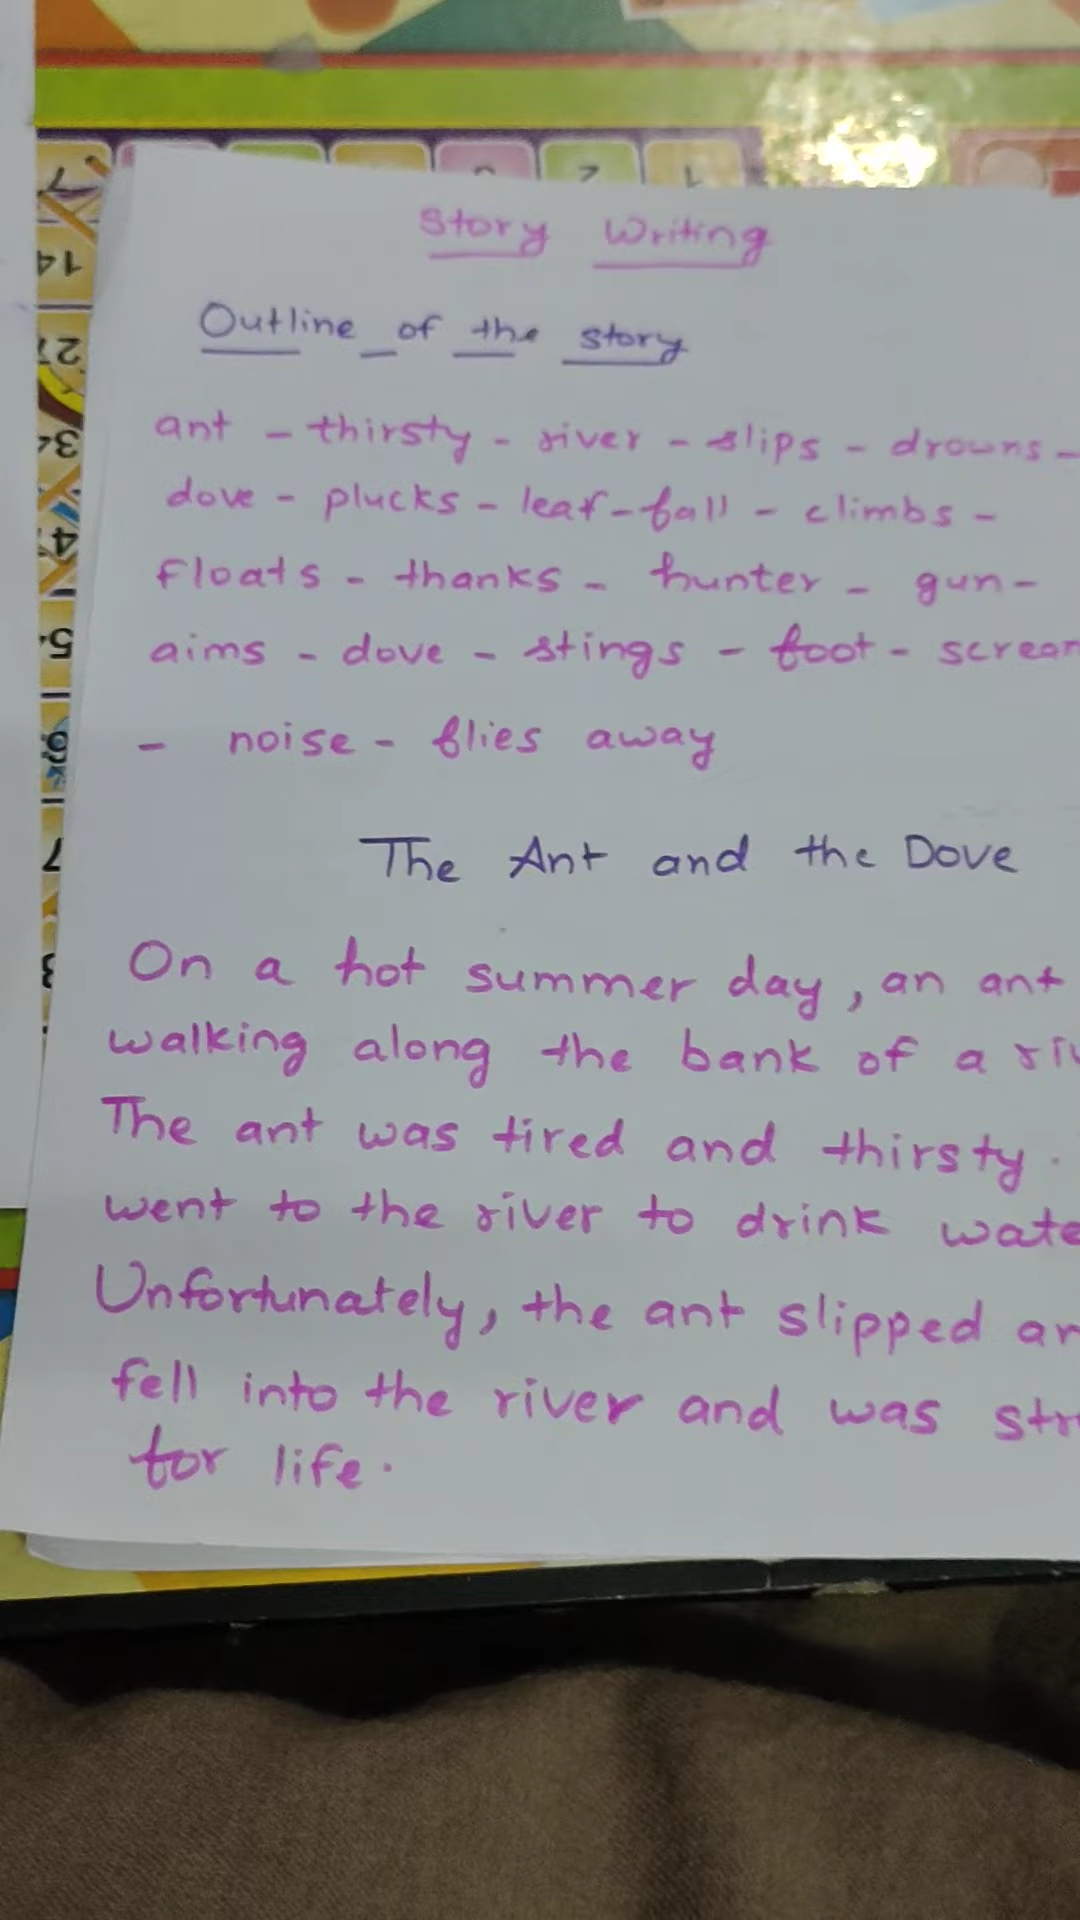 Story Writing
Outline of the story
ant - thirsty - river - slips - drowns -
dove - plucks - leaf - fall - climbs -
Floats - thanks - hunter - gun -
aims - dove - stings - foot -
- noise - flies away
The Ant and the Dove
On a hot summer day, an ant
walking along the bank of a
The ant was tired and thirsty.
went to the river to drink
Unfortunately, the ant slipped
fell into the river and was
for life.